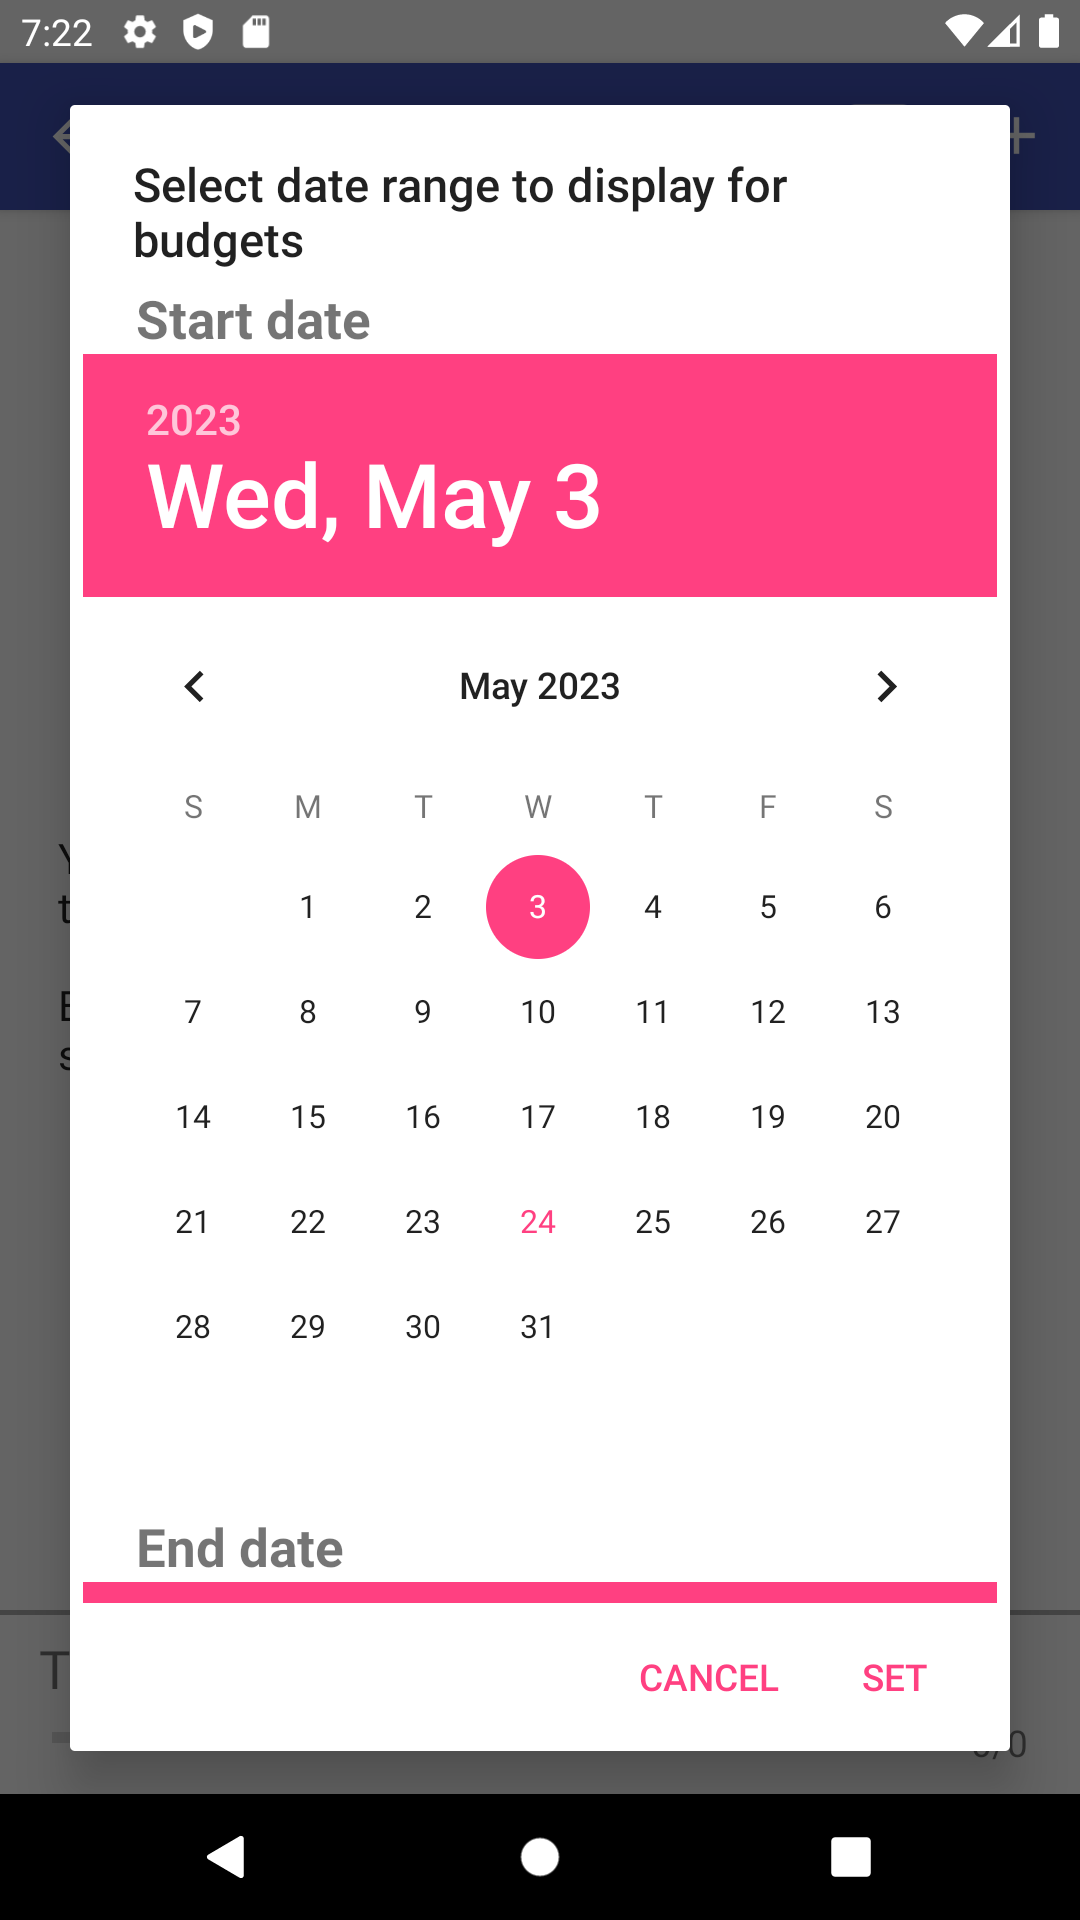 7:22
Select date range to display for
budgets
Start date
2023
Wed, May 3
May 2023
S M T W T F S
1 2 3 4 5 6
7 8 9 10 11 12 13
14 15 16 17 18 19 20
21 22 23 24 25 26 27
28 29 30 31
End date
CANCEL SET